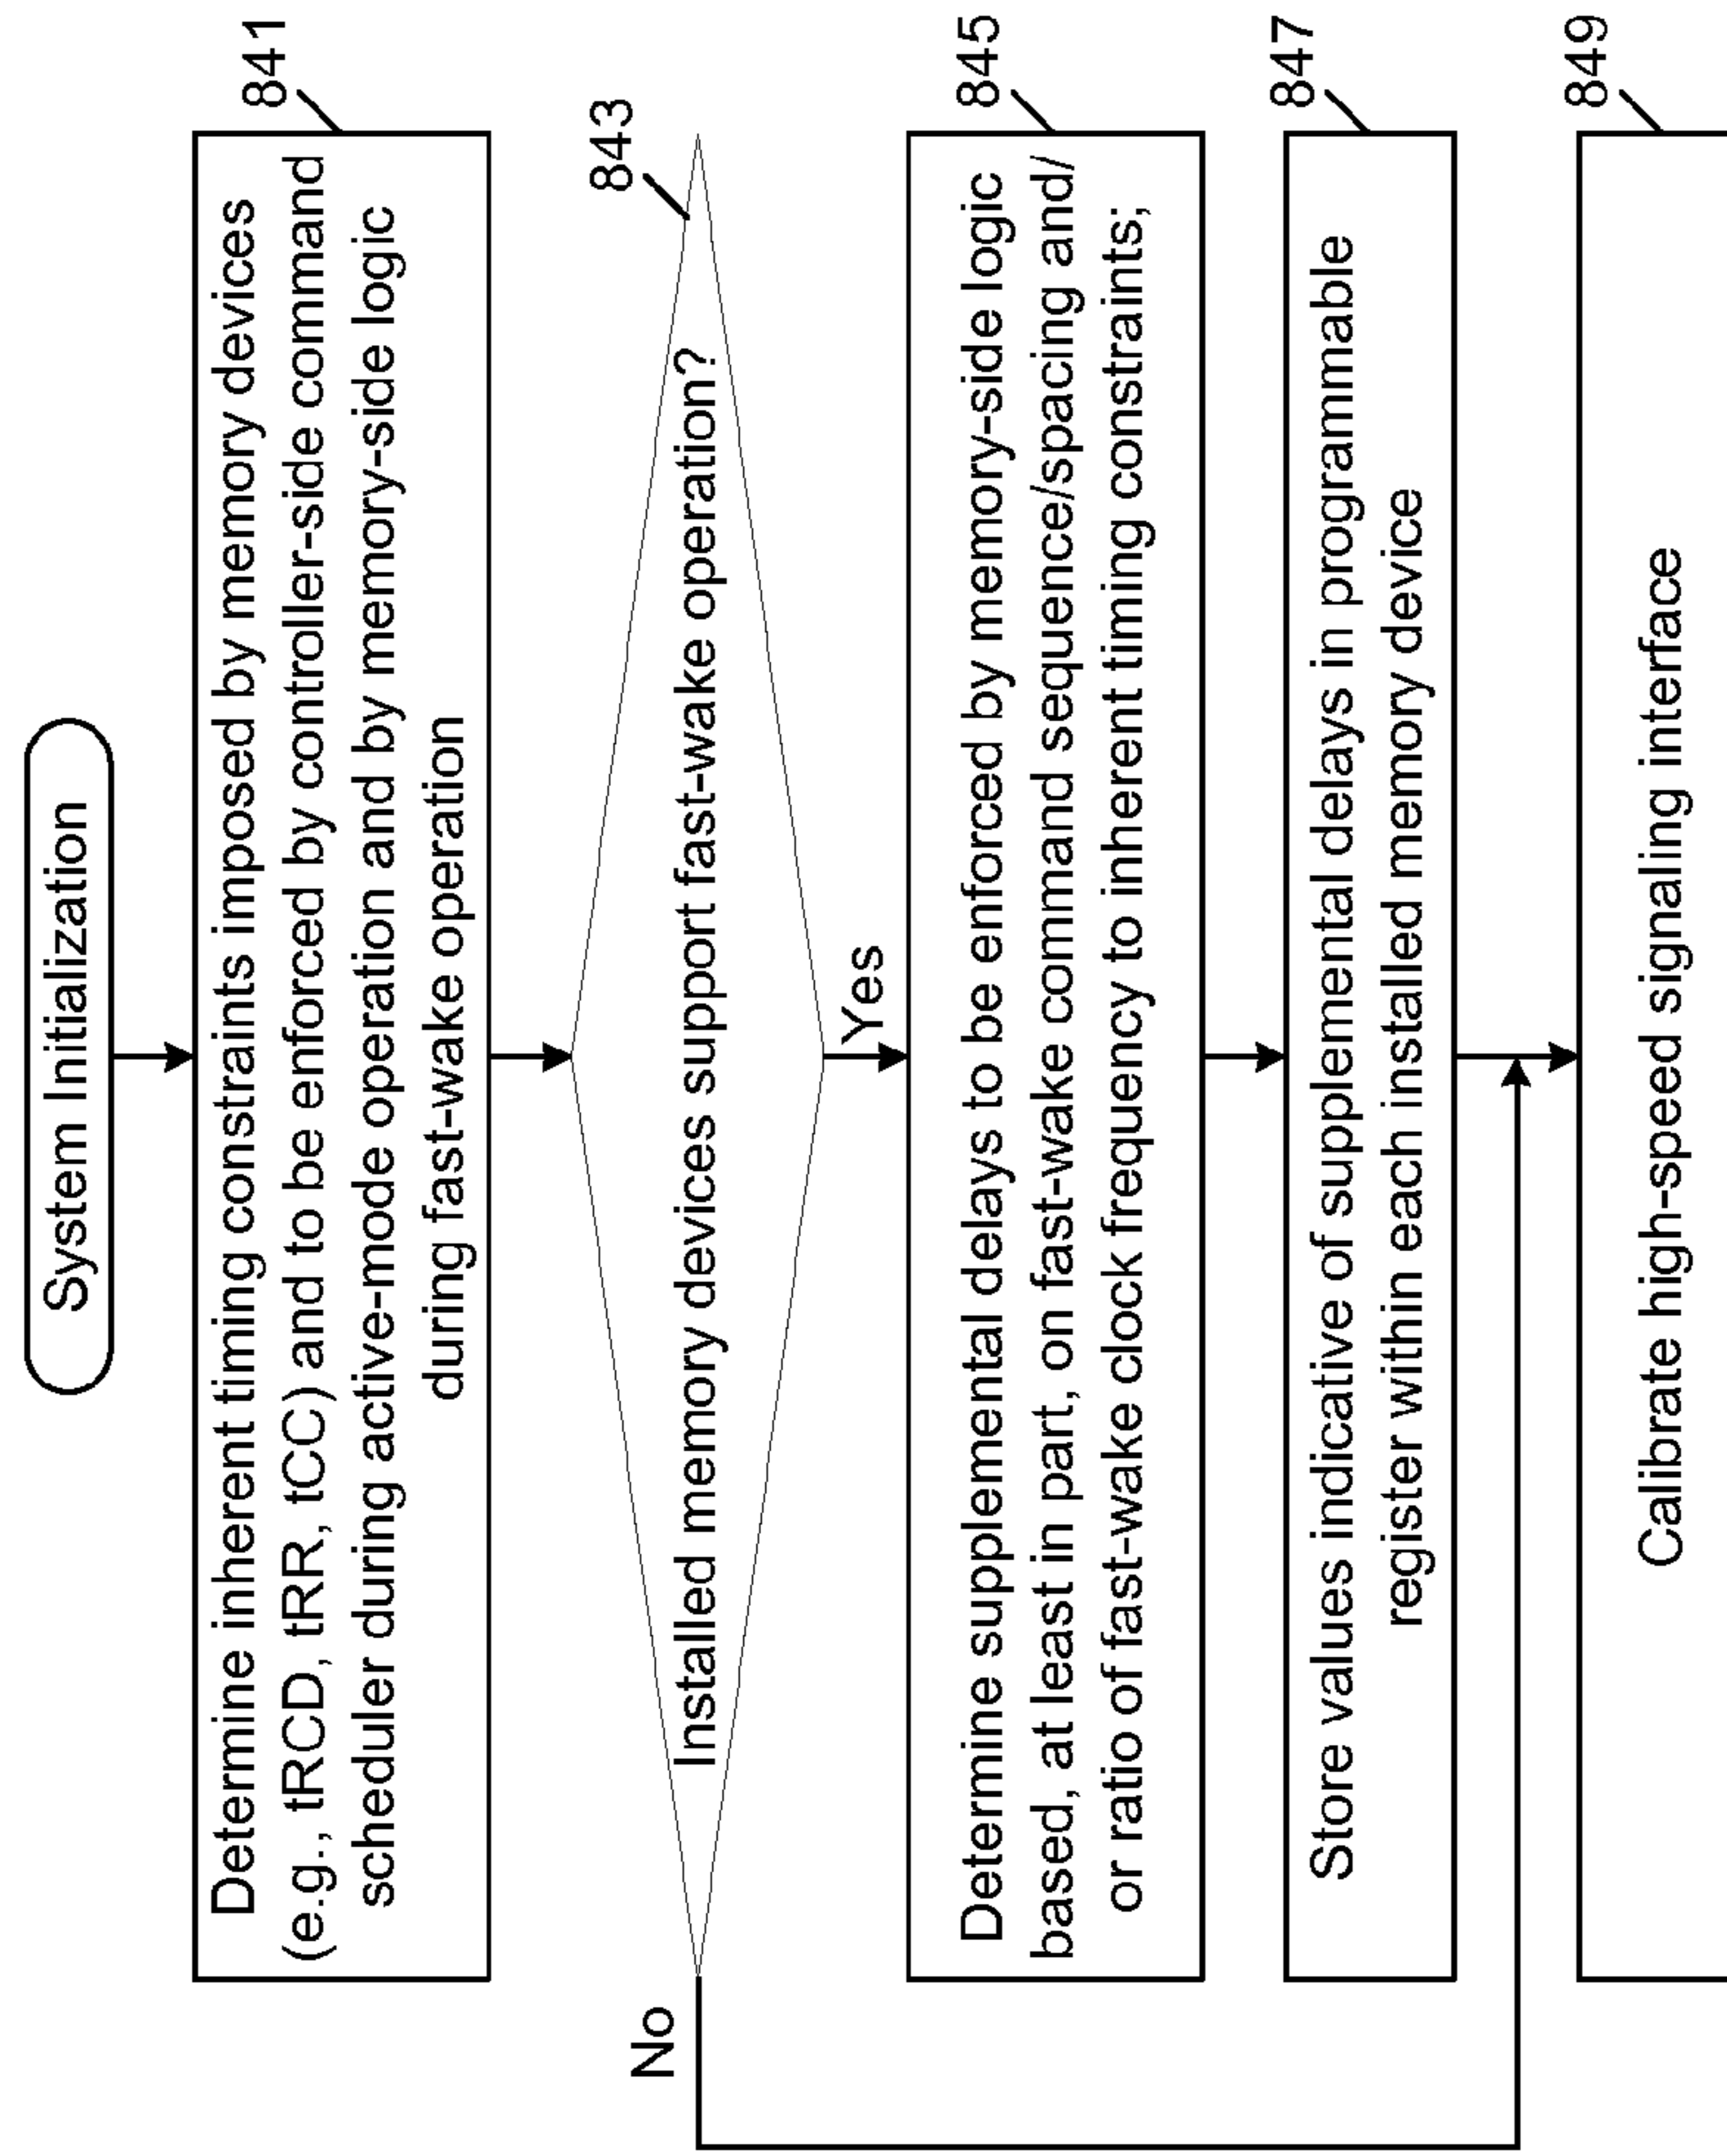 System Initialization
841
Determine inherent timing constraints imposed by memory devices
(e.g., tRCD, tRR, tCC) and to be enforced by controller-side command
scheduler during active-mode operation and by memory-side logic
during fast-wake operation
843
Installed memory devices support fast-wake operation?
No
Yes
845
Determine supplemental delays to be enforced by memory-side logic
based, at least in part, on fast-wake command sequence/spacing and/
or ratio of fast-wake clock frequency to inherent timing constraints;
847
Store values indicative of supplemental delays in programmable
register within each installed memory device
849
Calibrate high-speed signaling interface